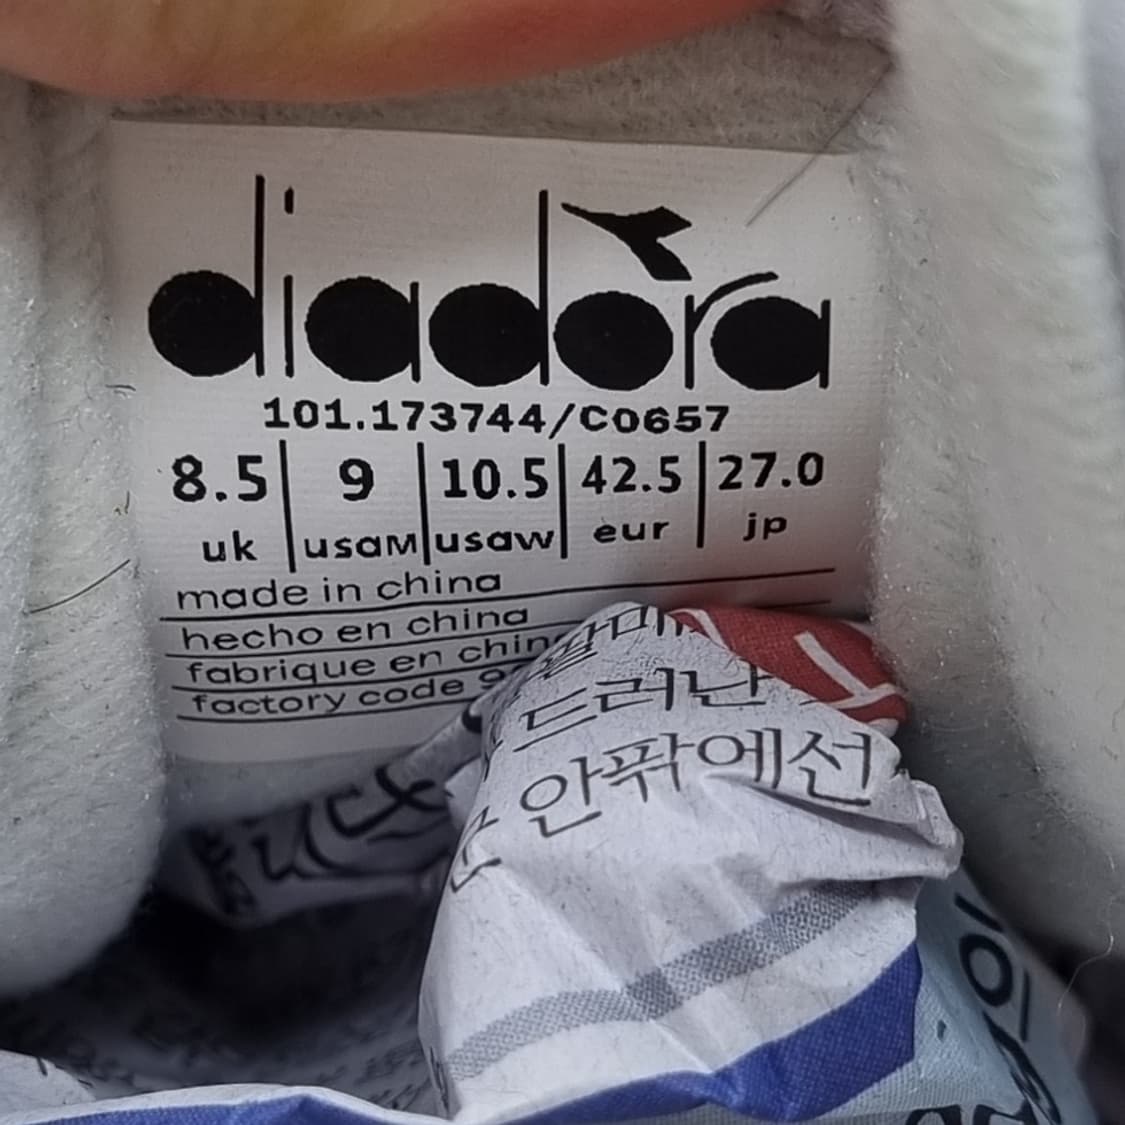 diadora
101.173744/C0657
8.5 | 9 | 10.5 | 42.5 | 27.0
uk | usaM | usaw | eur | jp
made in china
hecho en china
fabrique en
factory code
드러난
안팎에선